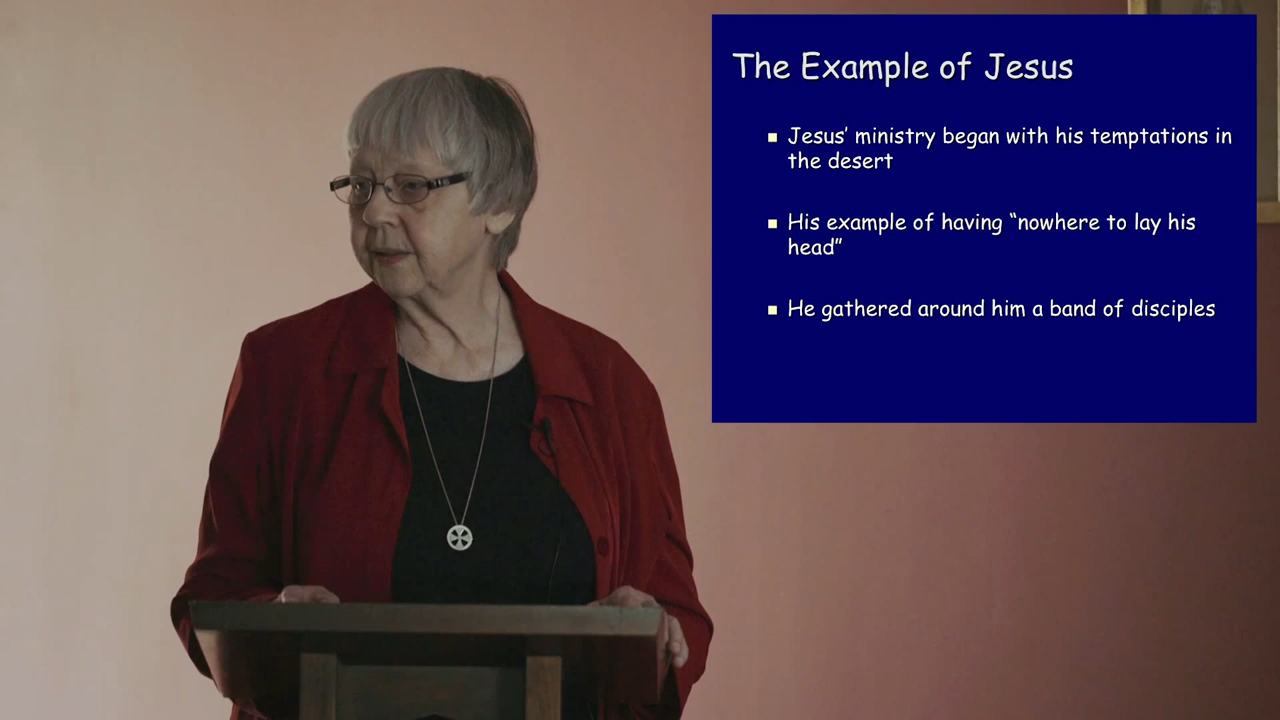 The Example of Jesus
■ Jesus’ ministry began with his temptations in
the desert
■ His example of having “nowhere to lay his
head”
■ He gathered around him a band of disciples